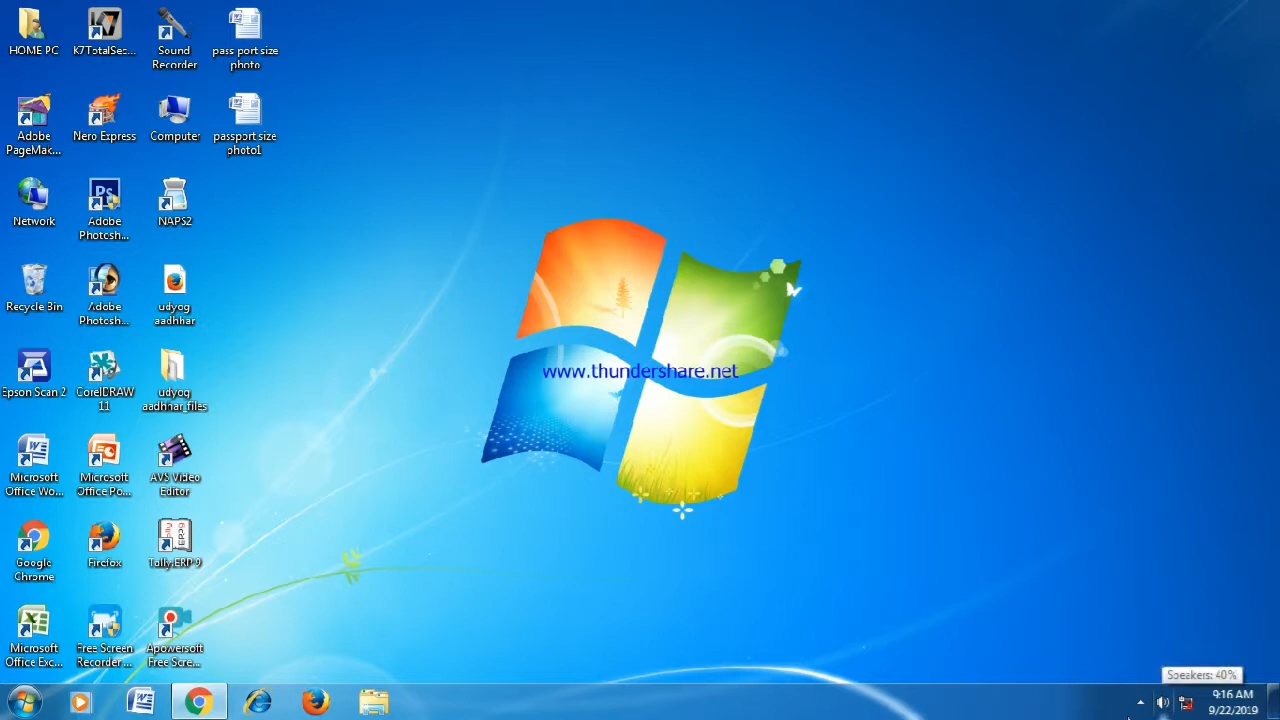 HOME PC
K7TotalSec...
Sound
Recorder
pass port size
photo
Adobe
PageMak...
Nero Express
Computer
passport size
photo1
Network
Adobe
Photosh...
NAPS2
Recycle Bin
Adobe
Photosh...
udyog
aadhhar
Epson Scan 2
CorelDRAW
11
udyog
aadhhar_files
Microsoft
Office Wo...
Microsoft
Office Po...
AVS Video
Editor
Google
Chrome
Firefox
Tally.ERP 9
Microsoft
Office Exc...
Free Screen
Recorder ...
Apowersoft
Free Scre...
www.thundershare.net
Speakers: 40%
9:16 AM
9/22/2019